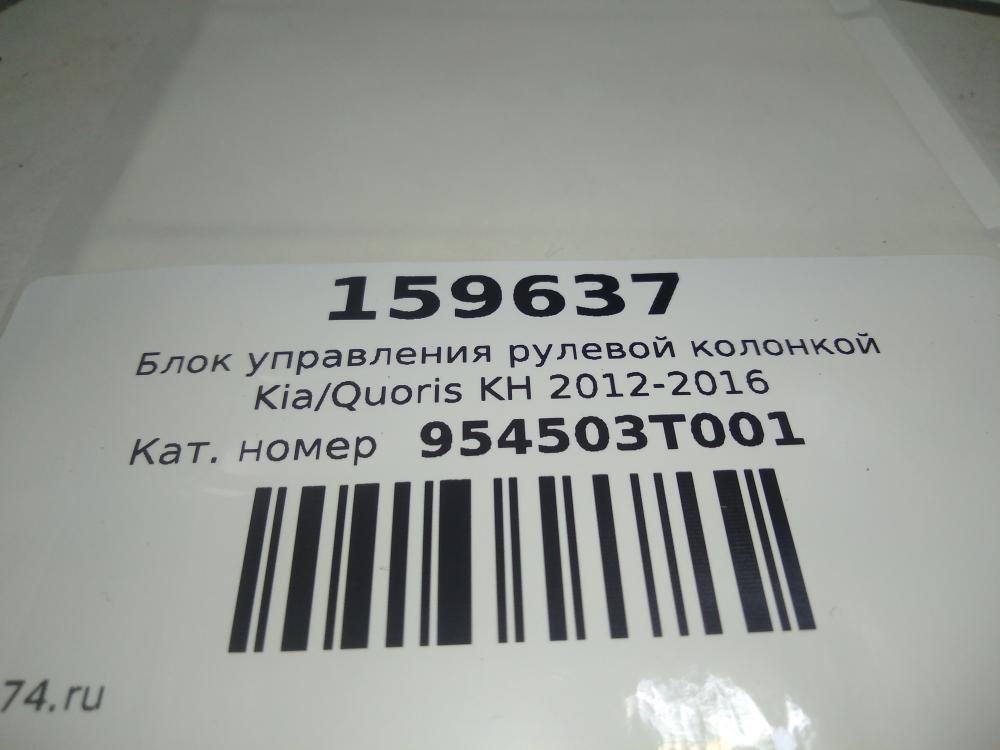 159637
Блок управления рулевой колонкой
Kia/Quoris KH 2012-2016
Кат. номер 954503T001
74.ru